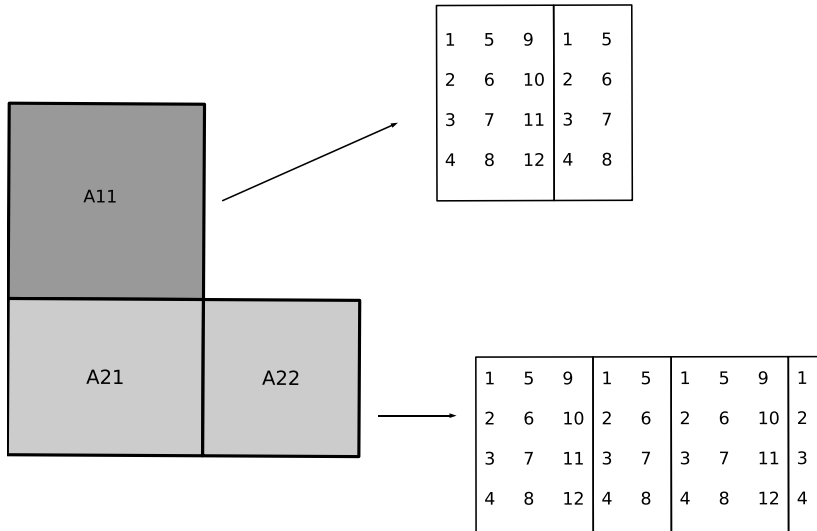 1 5 9 1 5
2 6 10 2 6
3 7 11 3 7
4 8 12 4 8
A11
A21
A22
1 5 9 1 5 1 5 9 1
2 6 10 2 6 2 6 10 2
3 7 11 3 7 3 7 11 3
4 8 12 4 8 4 8 12 4